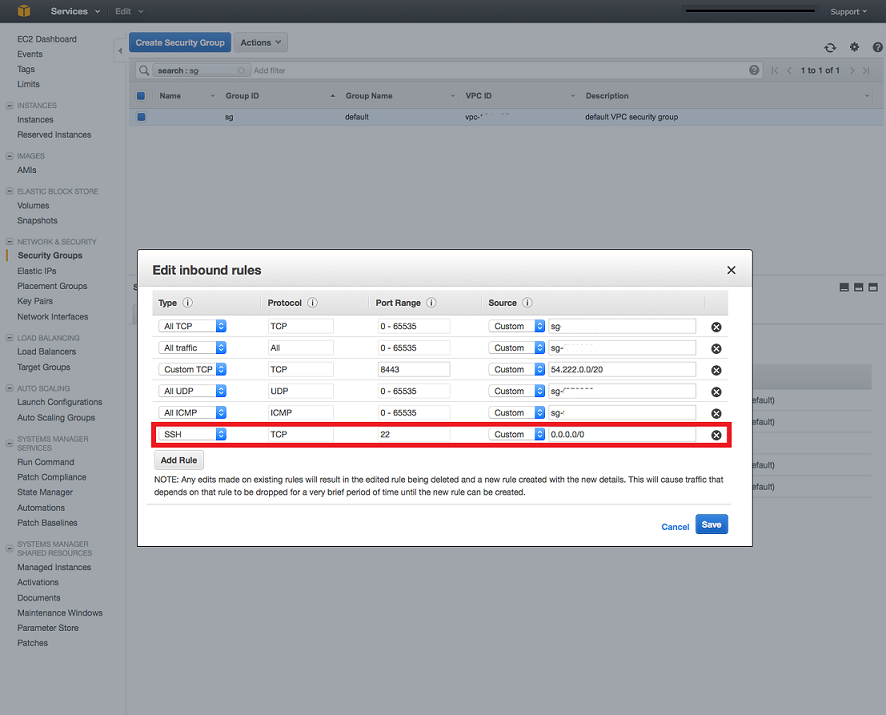 Services Edit Support
EC2 Dashboard
Events
Tags
Limits
INSTANCES
Instances
Reserved Instances
IMAGES
AMIs
ELASTIC BLOCK STORE
Volumes
Snapshots
NETWORK & SECURITY
Security Groups
Elastic IPs
Placement Groups
Key Pairs
Network Interfaces
LOAD BALANCING
Load Balancers
Target Groups
AUTO SCALING
Launch Configurations
Auto Scaling Groups
SYSTEMS MANAGER
SERVICES
Run Command
Patch Compliance
State Manager
Automations
Patch Baselines
SYSTEMS MANAGER
SHARED RESOURCES
Managed Instances
Activations
Documents
Maintenance Windows
Parameter Store
Patches
Create Security Group Actions
search : sg Add filter 1 to 1 of 1
Name Group ID Group Name VPC ID Description
sg default vpc- default VPC security group
Edit inbound rules
Type Protocol Port Range Source
All TCP TCP 0 - 65535 Custom sg-
All traffic All 0 - 65535 Custom sg-
Custom TCP TCP 8443 Custom 54.222.0.0/20
All UDP UDP 0 - 65535 Custom sg-
All ICMP ICMP 0 - 65535 Custom sg-
SSH TCP 22 Custom 0.0.0.0/0
Add Rule
NOTE: Any edits made on existing rules will result in the edited rule being deleted and a new rule created with the new details. This will cause traffic that
depends on that rule to be dropped for a very brief period of time until the new rule can be created.
Cancel Save
efault)
efault)
efault)
efault)